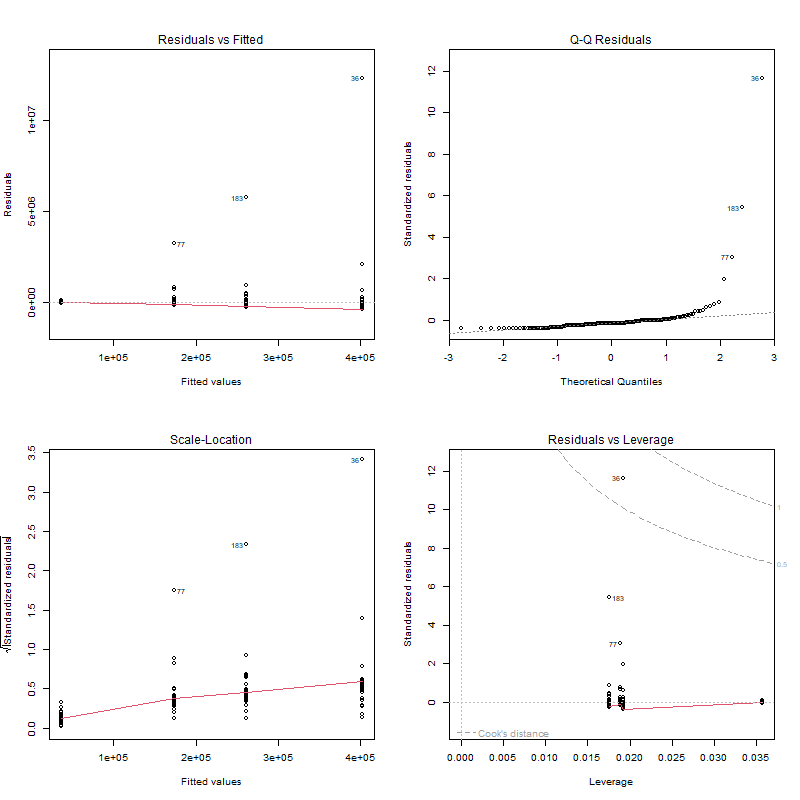 Residuals vs Fitted
Residuals
0e+00 5e+06 1e+07
36
183
77
1e+05 2e+05 3e+05 4e+05
Fitted values
Q-Q Residuals
Standardized residuals
0 2 4 6 8 10 12
36
183
77
-3 -2 -1 0 1 2 3
Theoretical Quantiles
Scale-Location
√|Standardized residuals|
0.0 0.5 1.0 1.5 2.0 2.5 3.0 3.5
36
183
77
1e+05 2e+05 3e+05 4e+05
Fitted values
Residuals vs Leverage
Standardized residuals
0 2 4 6 8 10 12
36
1
0.5
183
77
Cook's distance
0.000 0.005 0.010 0.015 0.020 0.025 0.030 0.035
Leverage